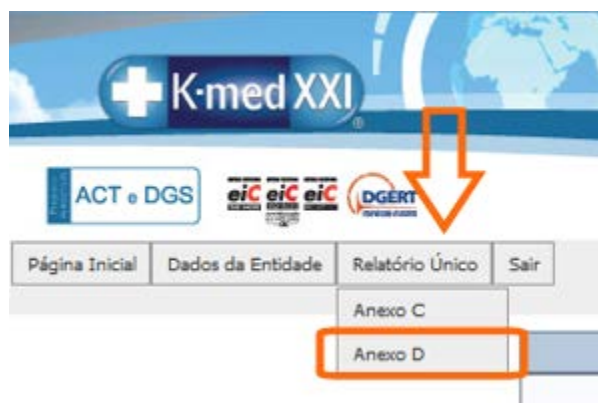 K-med XXI
®
ACT e DGS
eiC eiC eiC
DGERT
Página Inicial
Dados da Entidade
Relatório Único
Sair
Anexo C
Anexo D